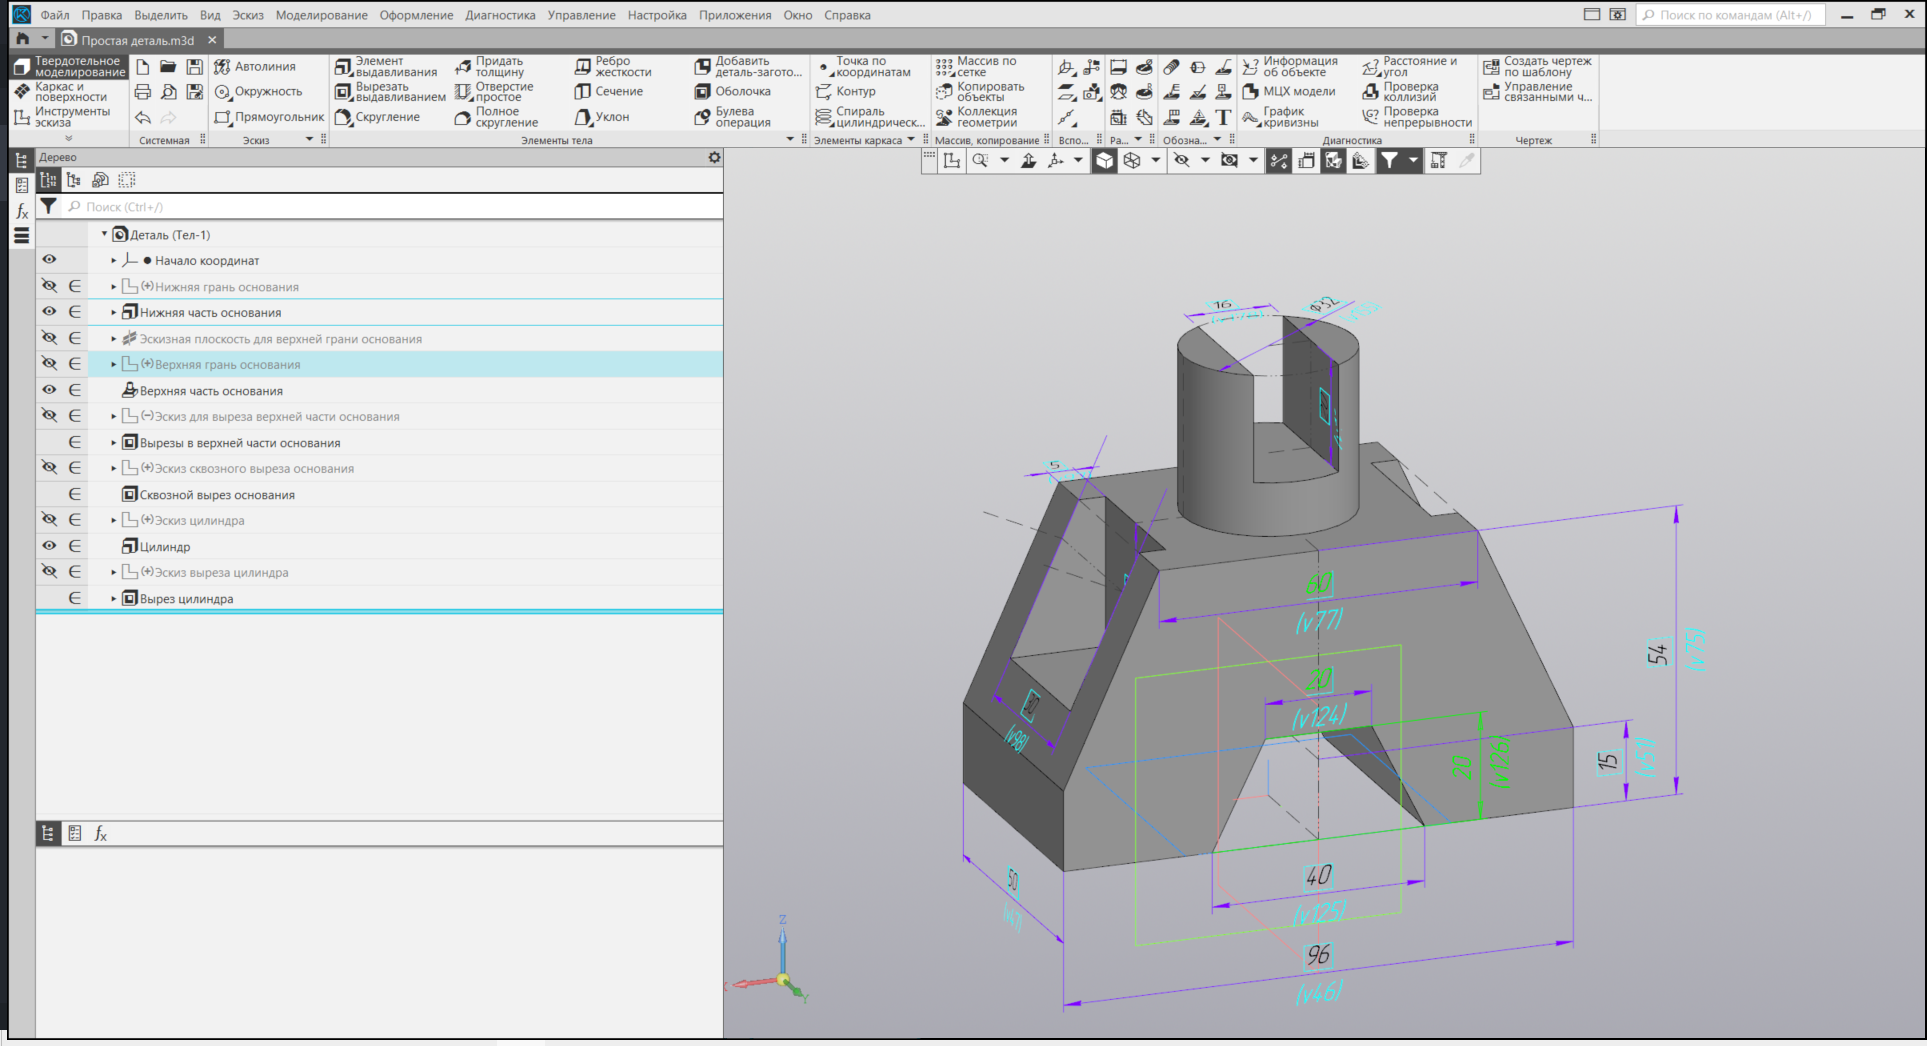 Файл Правка Выделить Вид Эскиз Моделирование Оформление Диагностика Управление Настройка Приложения Окно Справка
Поиск по командам (Alt+/)
Простая деталь.m3d
Твердотельное моделирование
Каркас и поверхности
Инструменты эскиза
Системная
Автолиния
Окружность
Прямоугольник
Эскиз
Элемент выдавливания
Вырезать выдавливанием
Скругление
Придать толщину
Отверстие простое
Полное скругление
Ребро жесткости
Сечение
Уклон
Добавить деталь-загото...
Оболочка
Булева операция
Элементы тела
Точка по координатам
Контур
Спираль цилиндрическ...
Элементы каркаса
Массив по сетке
Копировать объекты
Коллекция геометрии
Массив, копирование
Вспо...
Ра...
Обозна...
Информация об объекте
МЦХ модели
График кривизны
Расстояние и угол
Проверка коллизий
Проверка непрерывности
Диагностика
Создать чертеж по шаблону
Управление связанными ч...
Чертеж
Дерево
Поиск (Ctrl+/)
Деталь (Тел-1)
Начало координат
(+)Нижняя грань основания
Нижняя часть основания
Эскизная плоскость для верхней грани основания
(+)Верхняя грань основания
Верхняя часть основания
(−)Эскиз для выреза верхней части основания
Вырезы в верхней части основания
(+)Эскиз сквозного выреза основания
Сквозной вырез основания
(+)Эскиз цилиндра
Цилиндр
(+)Эскиз выреза цилиндра
Вырез цилиндра
16
Ø32
5
60
(v77)
54
(v75)
20
(v124)
(v98)
20
(v126)
15
50
40
(v125)
96
(v46)
Z
Y